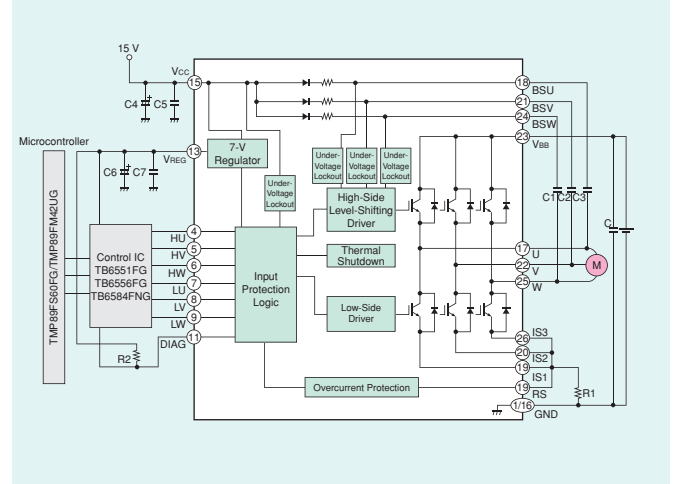 15 V
VCC
15
C4
C5
18
BSU
21
BSV
24
BSW
23
VBB
Microcontroller
TMP89FS60FG/TMP89FM42UG
13
VREG
C6
C7
7-V
Regulator
Under-
Voltage
Lockout
Under-
Voltage
Lockout
Under-
Voltage
Lockout
Under-
Voltage
Lockout
High-Side
Level-Shifting
Driver
C1
C2
C3
C
Control IC
TB6551FG
TB6556FG
TB6584FNG
4
HU
5
HV
6
HW
7
LU
8
LV
9
LW
11
DIAG
R2
Input
Protection
Logic
Thermal
Shutdown
Low-Side
Driver
17
U
22
V
25
W
M
26
IS3
20
IS2
19
IS1
19
RS
R1
Overcurrent Protection
1/16
GND